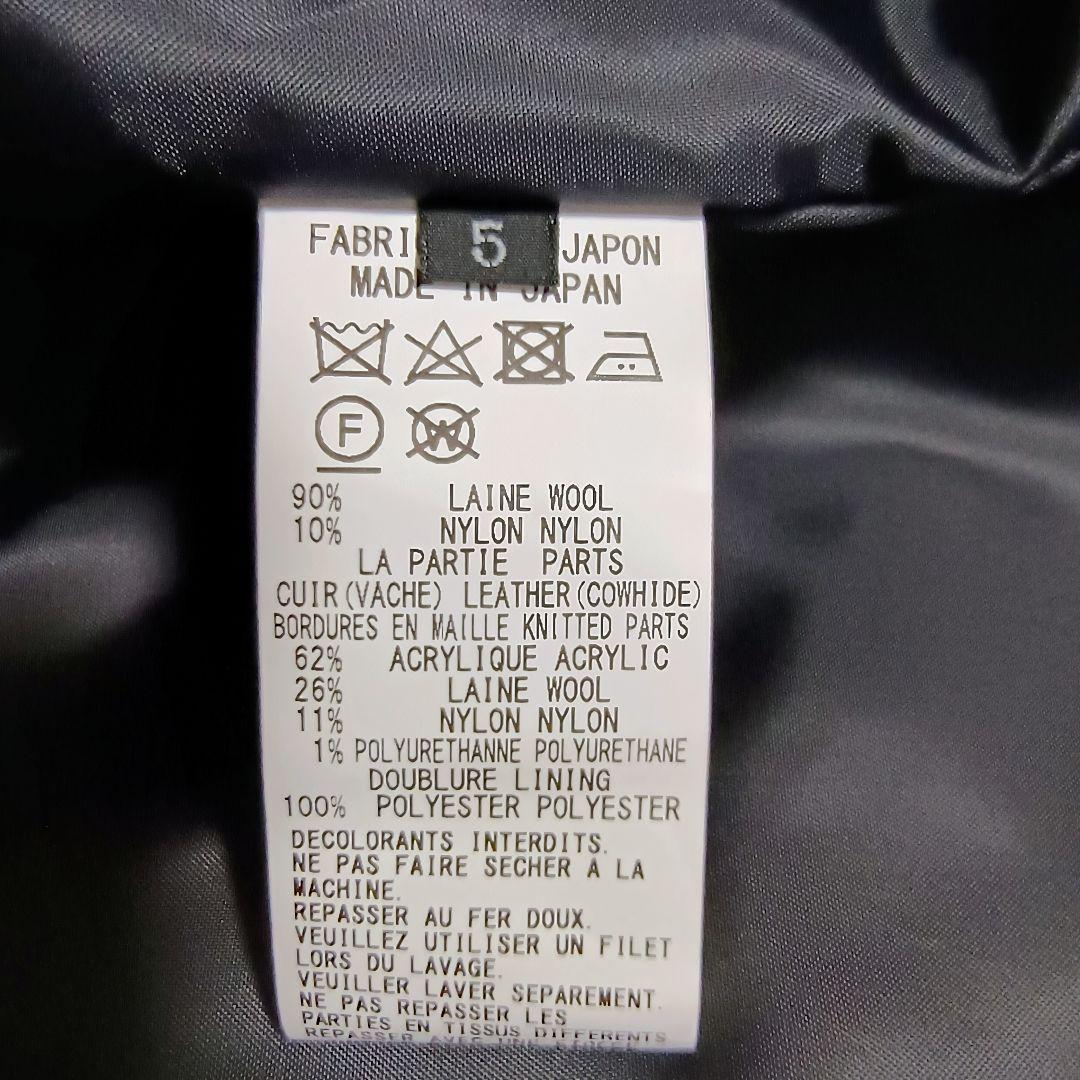 FABRI 5 JAPON
MADE IN JAPAN
F W
90% LAINE WOOL
10% NYLON NYLON
LA PARTIE PARTS
CUIR(VACHE) LEATHER(COWHIDE)
BORDURES EN MAILLE KNITTED PARTS
62% ACRYLIQUE ACRYLIC
26% LAINE WOOL
11% NYLON NYLON
1% POLYURETHANNE POLYURETHANE
DOUBLURE LINING
100% POLYESTER POLYESTER
DECOLORANTS INTERDITS.
NE PAS FAIRE SECHER A LA
MACHINE.
REPASSER AU FER DOUX.
VEUILLEZ UTILISER UN FILET
LORS DU LAVAGE.
VEUILLER LAVER SEPAREMENT.
NE PAS REPASSER LES
PARTIES EN TISSUS DIFFERENTS
REPASSER AVEC UNE